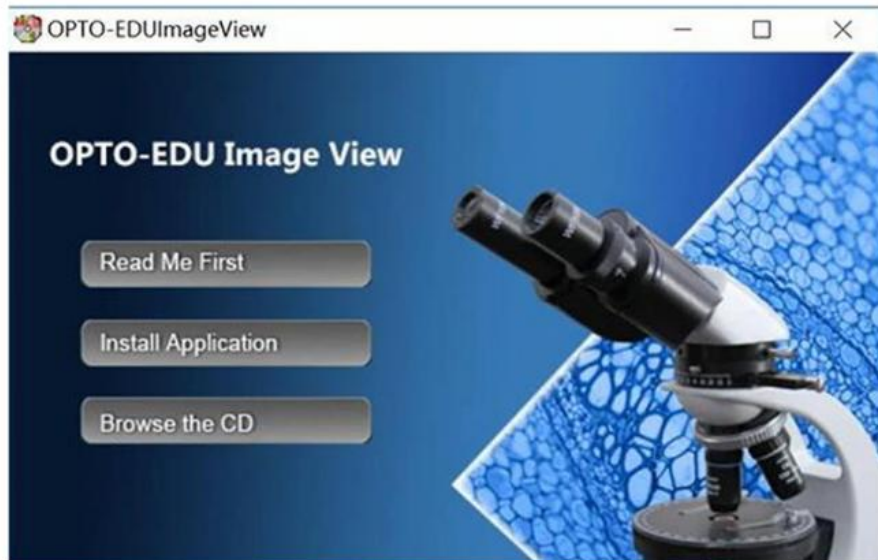 OPTO-EDUImageView
OPTO-EDU Image View
Read Me First
Install Application
Browse the CD